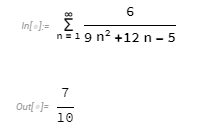 In[•]:= ∑_{n=1}^{∞} 6/(9 n² +12 n − 5)
Out[•]= 7/10